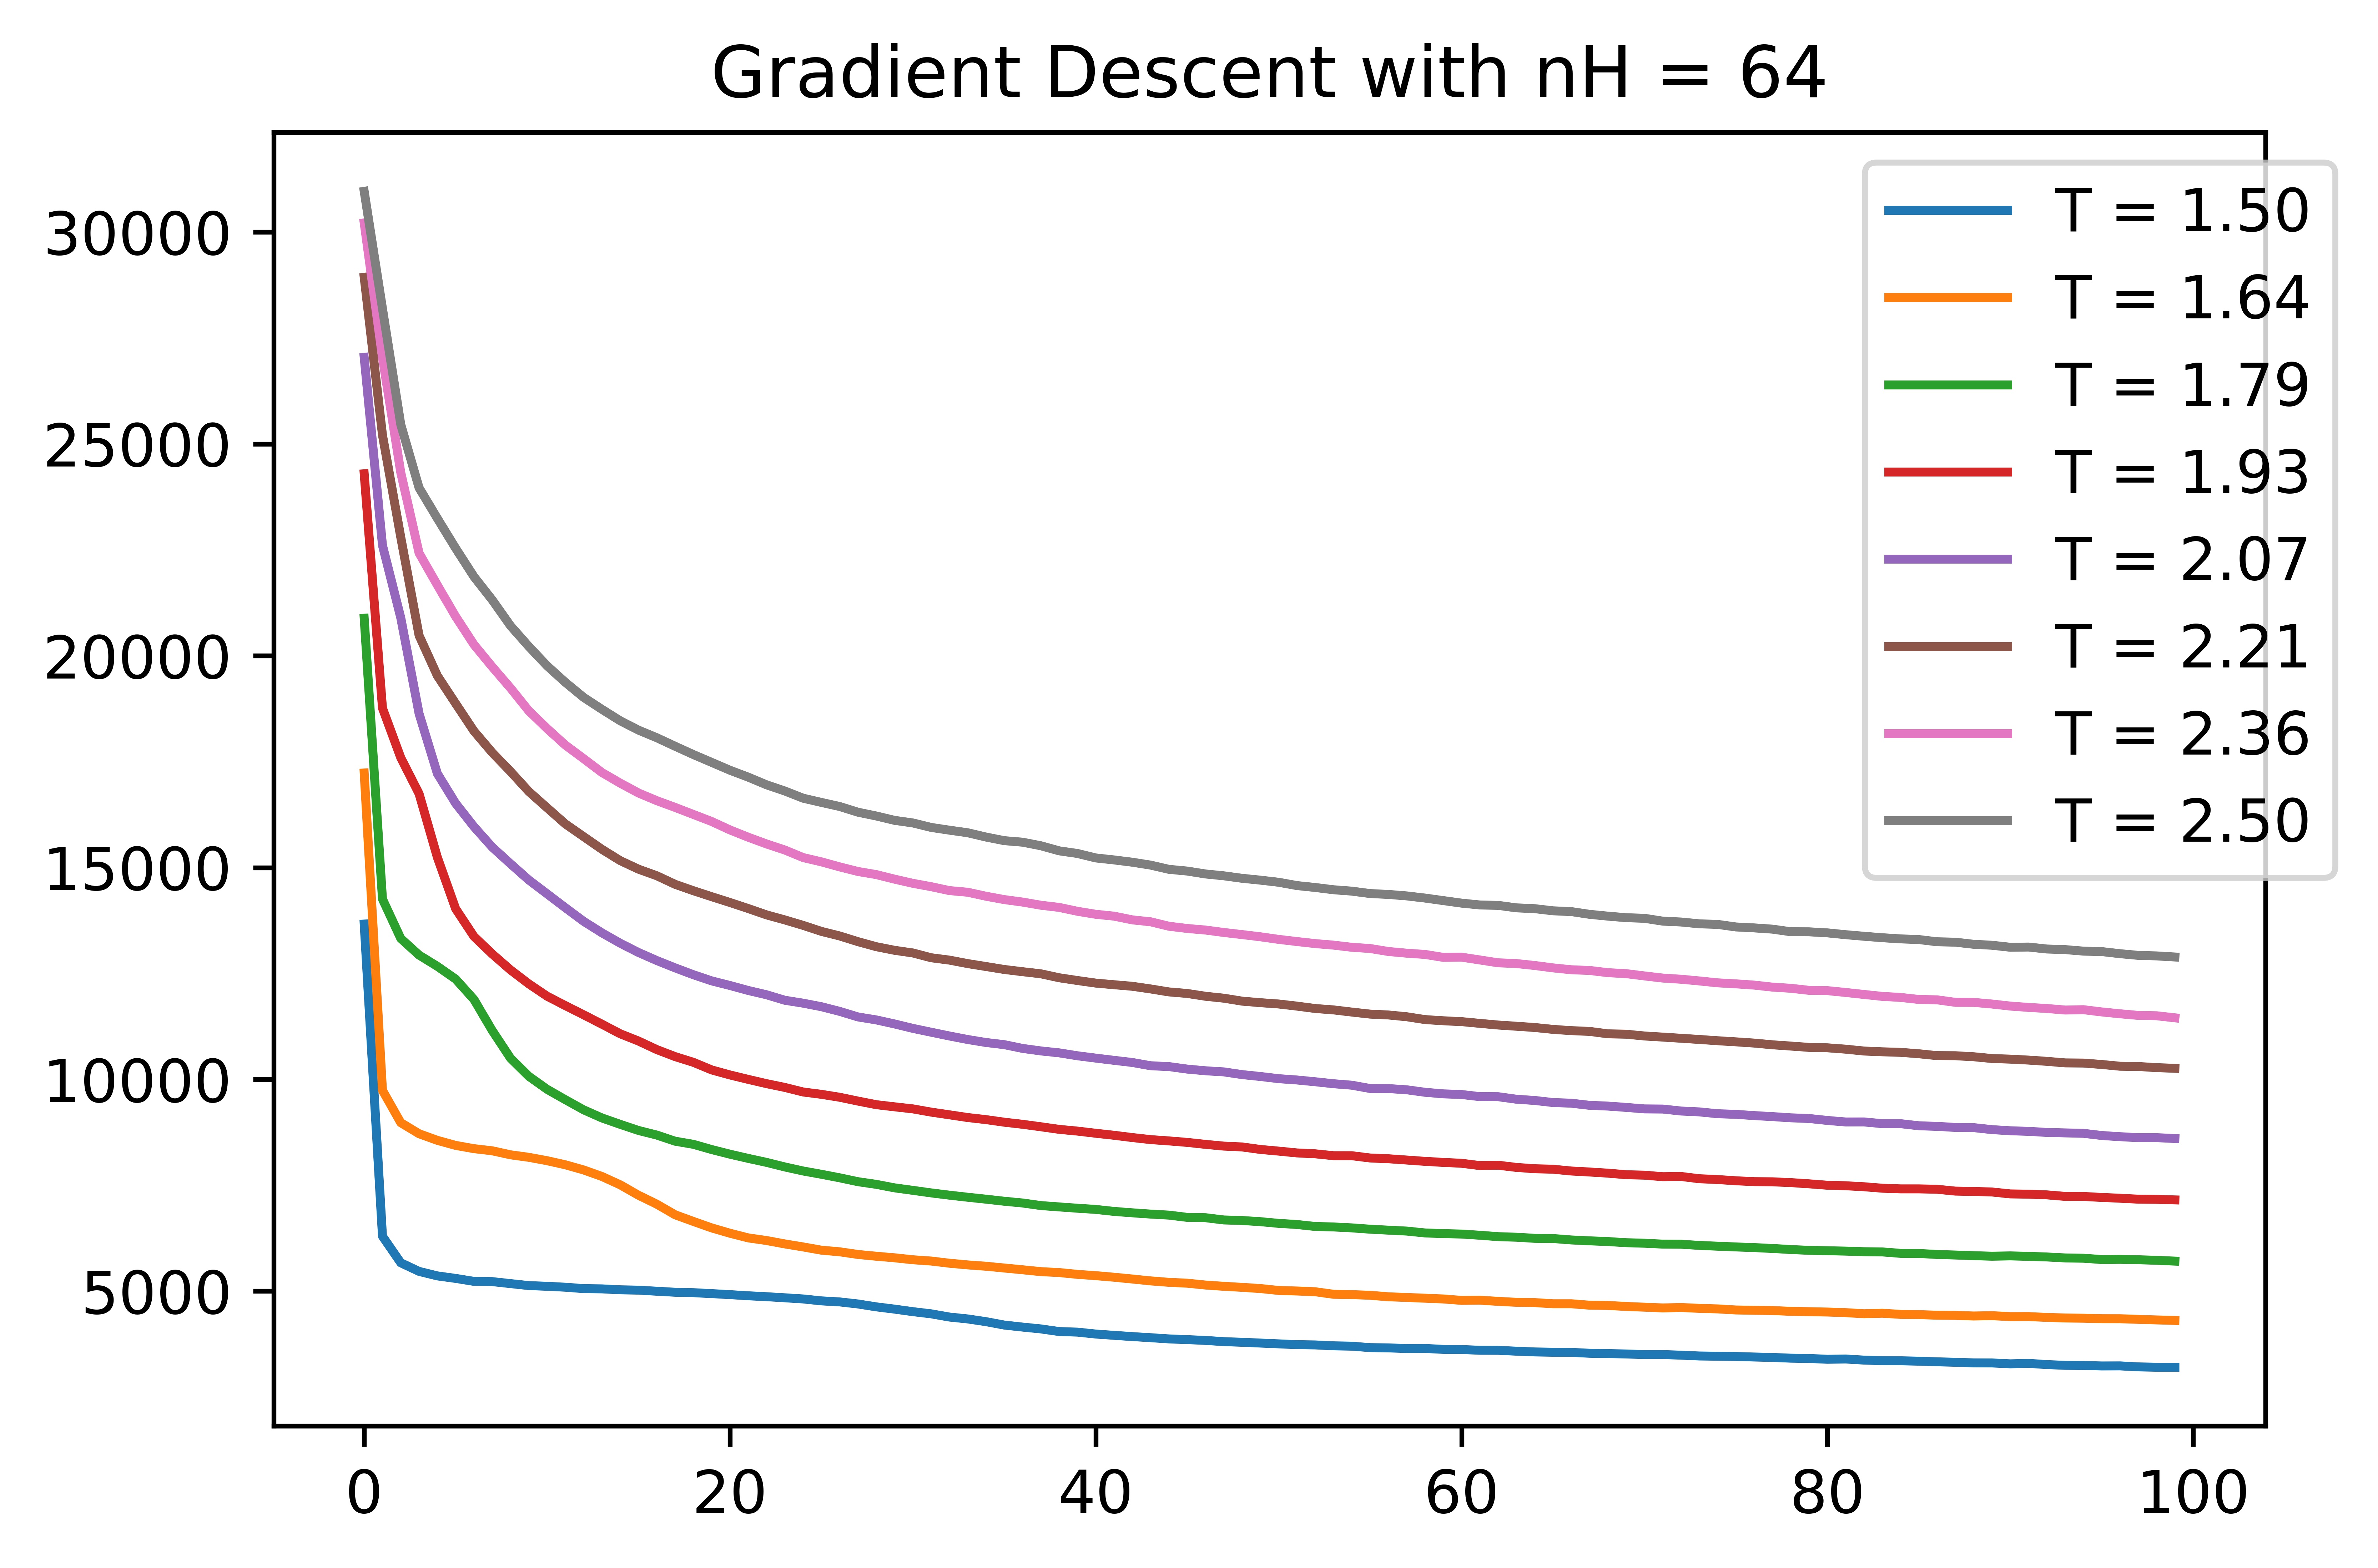 Gradient Descent with nH = 64
30000
25000
20000
15000
10000
5000
0 20 40 60 80 100
T = 1.50
T = 1.64
T = 1.79
T = 1.93
T = 2.07
T = 2.21
T = 2.36
T = 2.50